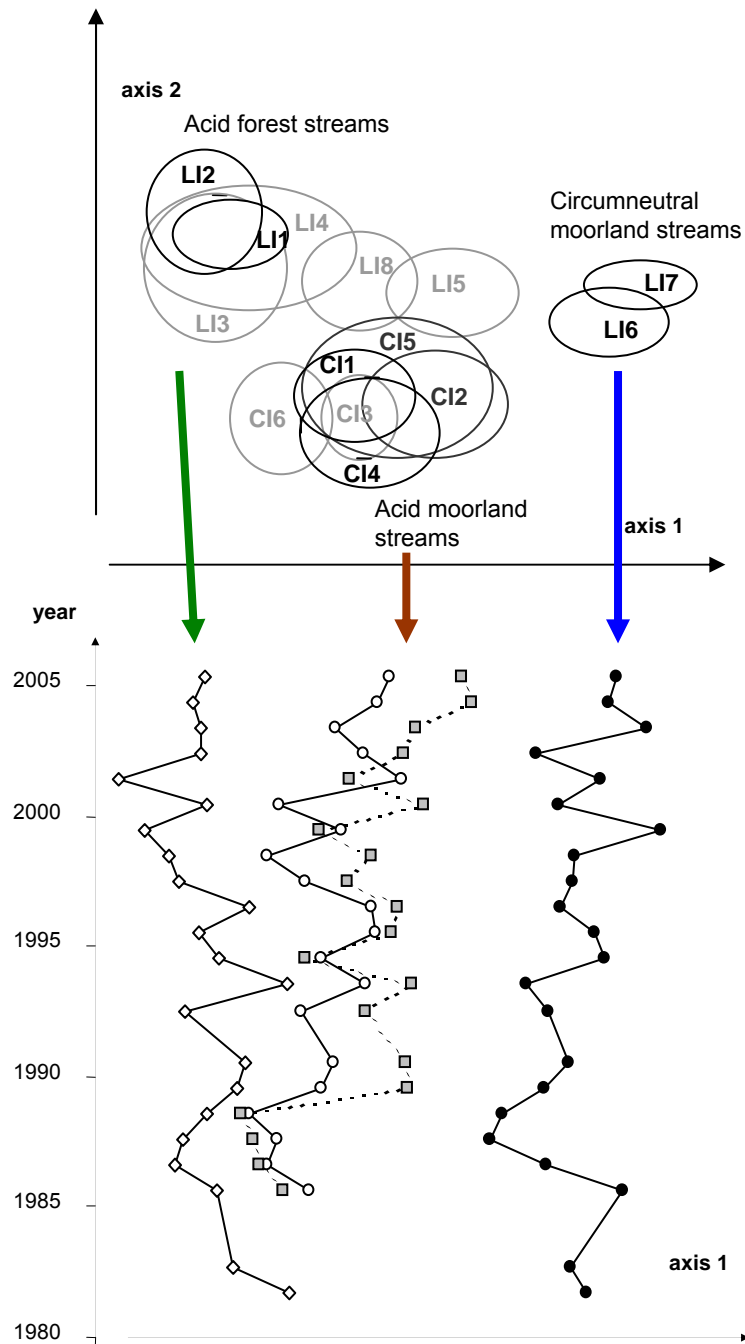 axis 2
Acid forest streams
LI2
LI4
LI1
LI3
LI8
LI5
Circumneutral
moorland streams
LI7
LI6
CI5
CI1
CI2
CI3
CI6
CI4
Acid moorland
streams
axis 1
year
2005
2000
1995
1990
1985
axis 1
1980